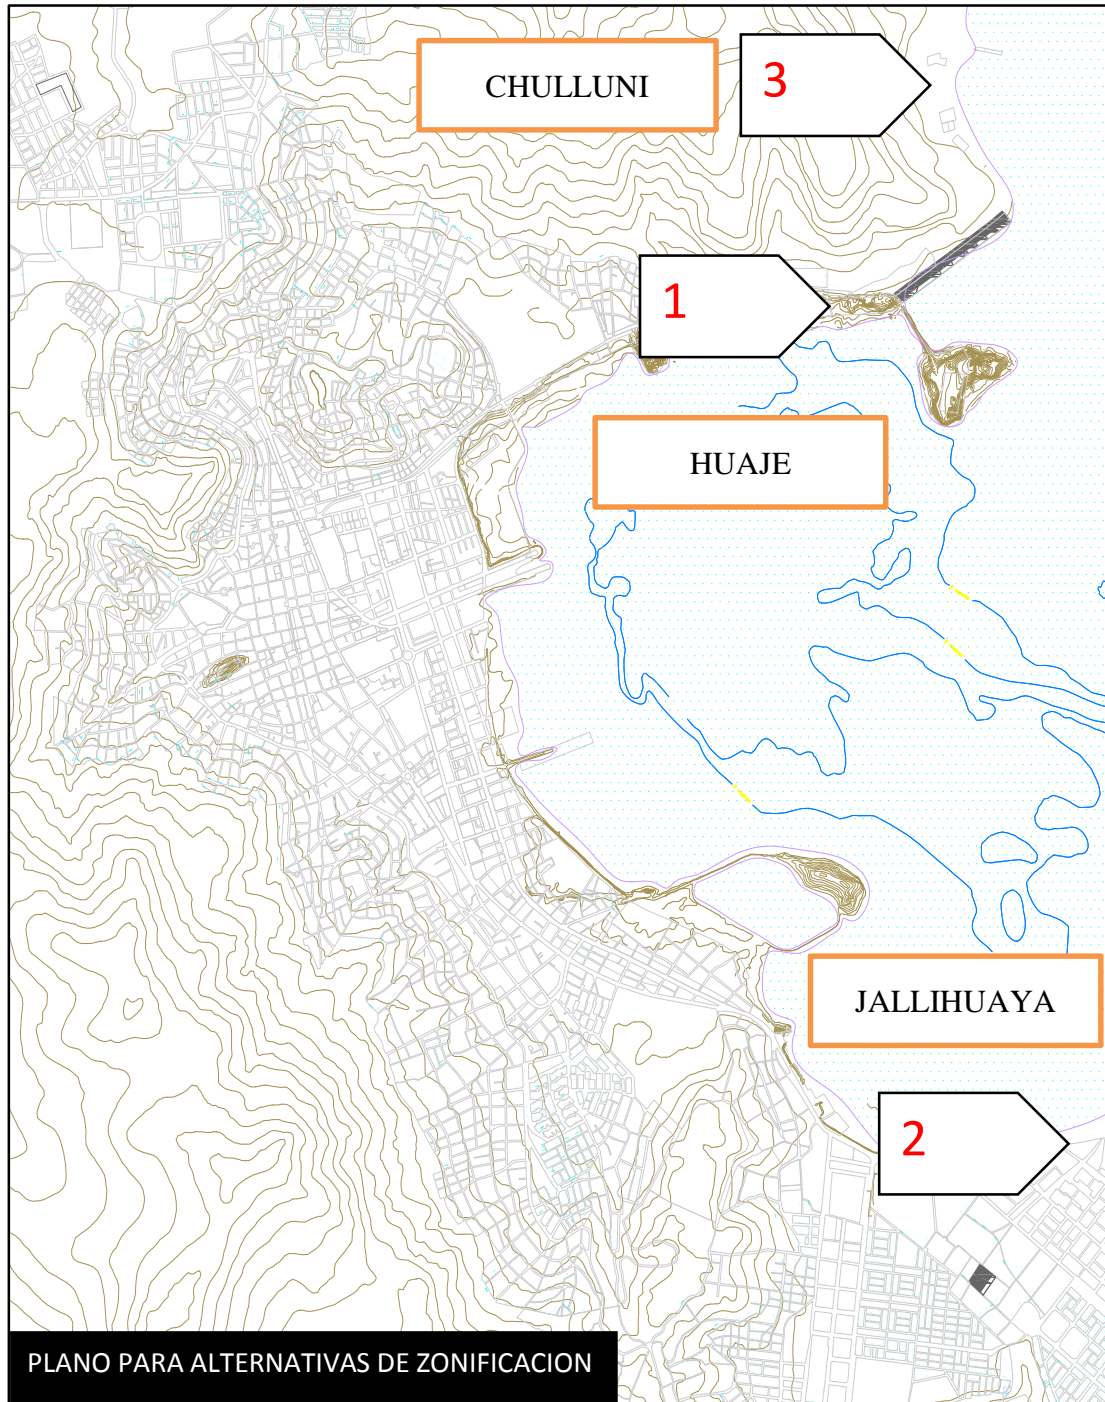 CHULLUNI
3
1
HUAJE
JALLIHUAYA
2
PLANO PARA ALTERNATIVAS DE ZONIFICACION